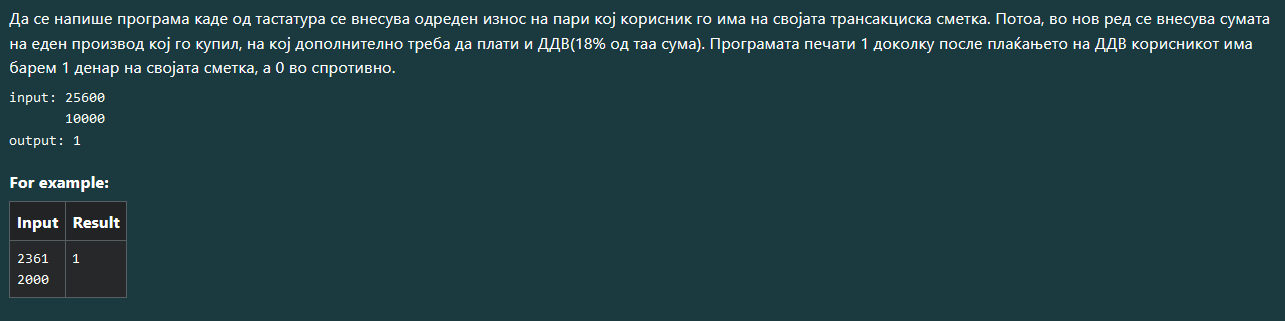 Да се напише програма каде од тастатура се внесува одреден износ на пари кој корисник го има на својата трансакциска сметка. Потоа, во нов ред се внесува сумата
на еден производ кој го купил, на кој дополнително треба да плати и ДДВ(18% од таа сума). Програмата печати 1 доколку после плаќањето на ДДВ корисникот има
барем 1 денар на својата сметка, а 0 во спротивно.
input: 25600
10000
output: 1
For example:
Input Result
2361 1
2000